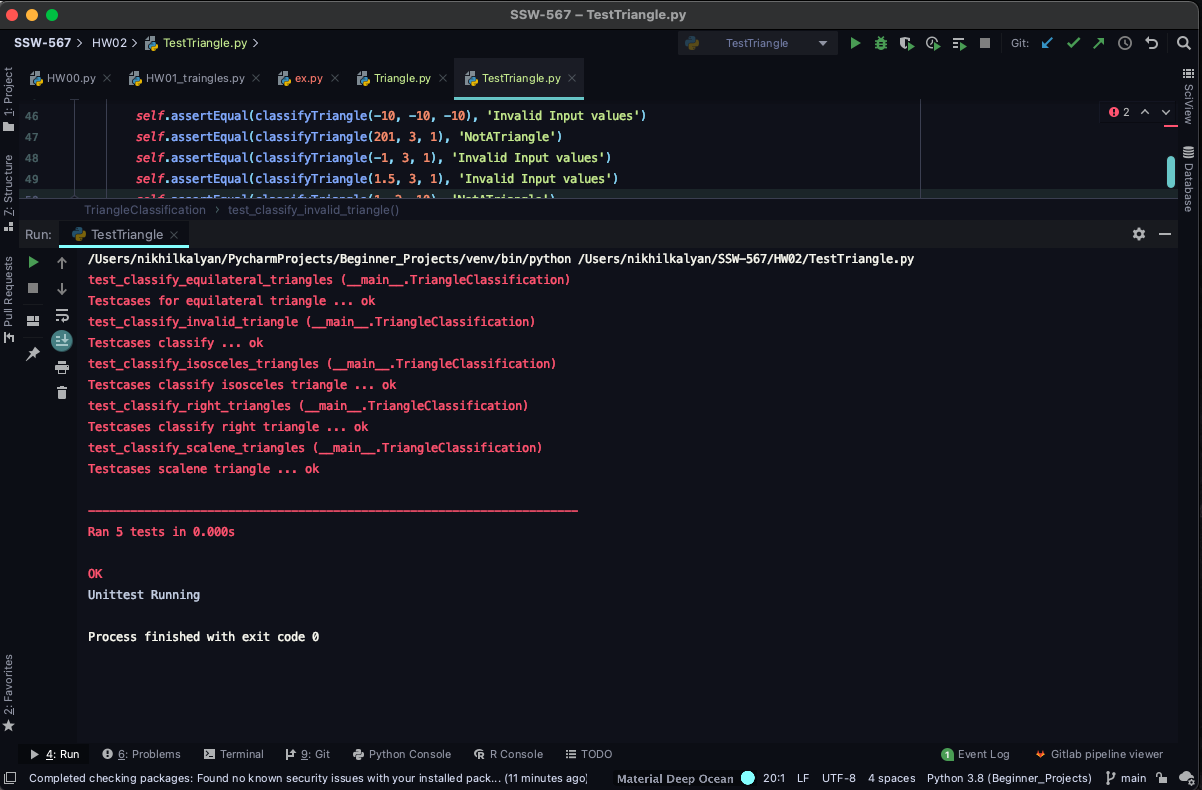 SSW-567 – TestTriangle.py
SSW-567 HW02 TestTriangle.py
TestTriangle
Git:
HW00.py HW01_traingles.py ex.py Triangle.py TestTriangle.py
46 self.assertEqual(classifyTriangle(-10, -10, -10), 'Invalid Input values')
47 self.assertEqual(classifyTriangle(201, 3, 1), 'NotATriangle')
48 self.assertEqual(classifyTriangle(-1, 3, 1), 'Invalid Input values')
49 self.assertEqual(classifyTriangle(1.5, 3, 1), 'Invalid Input values')
2
TriangleClassification › test_classify_invalid_triangle()
Run: TestTriangle
/Users/nikhilkalyan/PycharmProjects/Beginner_Projects/venv/bin/python /Users/nikhilkalyan/SSW-567/HW02/TestTriangle.py
test_classify_equilateral_triangles (__main__.TriangleClassification)
Testcases for equilateral triangle ... ok
test_classify_invalid_triangle (__main__.TriangleClassification)
Testcases classify ... ok
test_classify_isosceles_triangles (__main__.TriangleClassification)
Testcases classify isosceles triangle ... ok
test_classify_right_triangles (__main__.TriangleClassification)
Testcases classify right triangle ... ok
test_classify_scalene_triangles (__main__.TriangleClassification)
Testcases scalene triangle ... ok
----------------------------------------------------------------------
Ran 5 tests in 0.000s
OK
Unittest Running
Process finished with exit code 0
1: Project
Z: Structure
Pull Requests
2: Favorites
SciView
Database
4: Run 6: Problems Terminal 9: Git Python Console R Console TODO 1 Event Log Gitlab pipeline viewer
Completed checking packages: Found no known security issues with your installed pack... (11 minutes ago) Material Deep Ocean 20:1 LF UTF-8 4 spaces Python 3.8 (Beginner_Projects) main